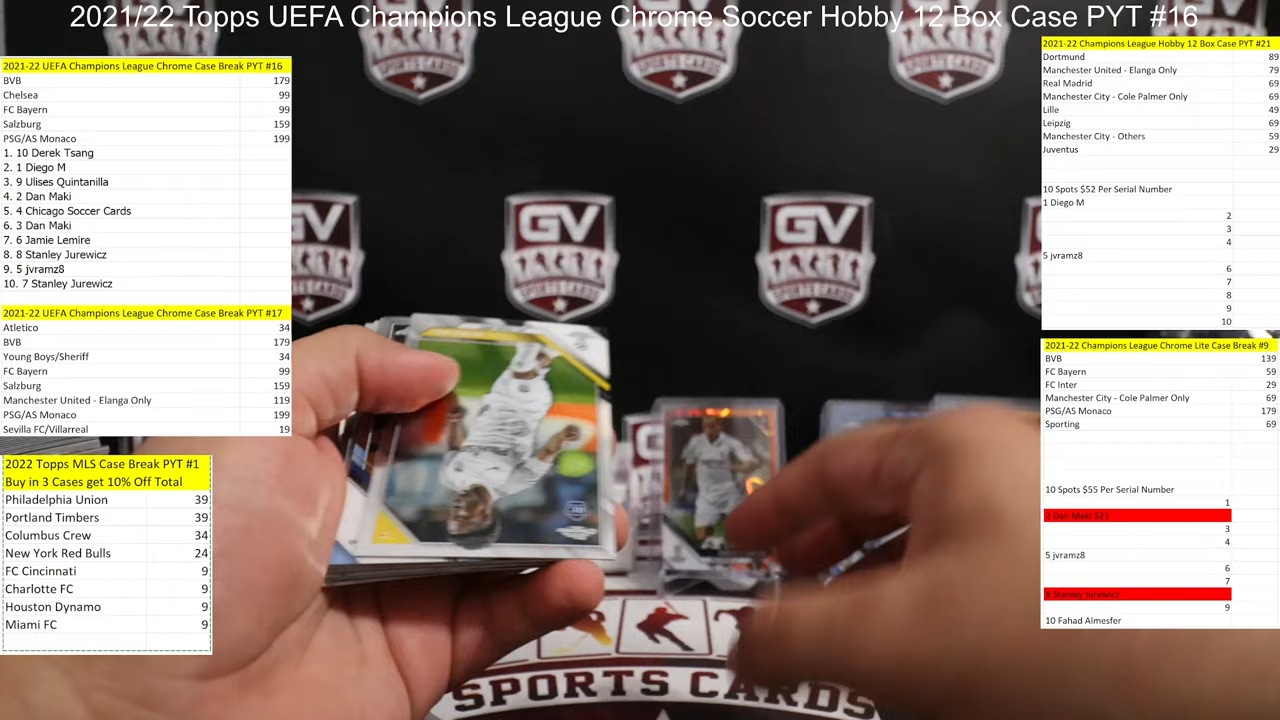 2021/22 Topps UEFA Champions League Chrome Soccer Hobby 12 Box Case PYT #16
2021-22 UEFA Champions League Chrome Case Break PYT #16
BVB 179
Chelsea 99
FC Bayern 99
Salzburg 159
PSG/AS Monaco 199
1. 10 Derek Tsang
2. 1 Diego M
3. 9 Ulises Quintanilla
4. 2 Dan Maki
5. 4 Chicago Soccer Cards
6. 3 Dan Maki
7. 6 Jamie Lemire
8. 8 Stanley Jurewicz
9. 5 jvramz8
10. 7 Stanley Jurewicz
2021-22 UEFA Champions League Chrome Case Break PYT #17
Atletico 34
BVB 179
Young Boys/Sheriff 34
FC Bayern 99
Salzburg 159
Manchester United - Elanga Only 119
PSG/AS Monaco 199
Sevilla FC/Villarreal 19
2022 Topps MLS Case Break PYT #1
Buy in 3 Cases get 10% Off Total
Philadelphia Union 39
Portland Timbers 39
Columbus Crew 34
New York Red Bulls 24
FC Cincinnati 9
Charlotte FC 9
Houston Dynamo 9
Miami FC 9
2021-22 Champions League Hobby 12 Box Case PYT #21
Dortmund 89
Manchester United - Elanga Only 79
Real Madrid 69
Manchester City - Cole Palmer Only 69
Lille 49
Leipzig 69
Manchester City - Others 59
Juventus 29
10 Spots $52 Per Serial Number
1 Diego M
2
3
4
5 jvramz8
6
7
8
9
10
2021-22 Champions League Chrome Lite Case Break #9
BVB 139
FC Bayern 59
FC Inter 29
Manchester City - Cole Palmer Only 69
PSG/AS Monaco 179
Sporting 69
10 Spots $55 Per Serial Number
1
2 Dan Maki 521
3
4
5 jvramz8
6
7
8 Stanley Jurewicz
9
10 Fahad Almesfer
GV
SPORTS CARDS
GV
SPORTS CARDS
SPORTS CARDS